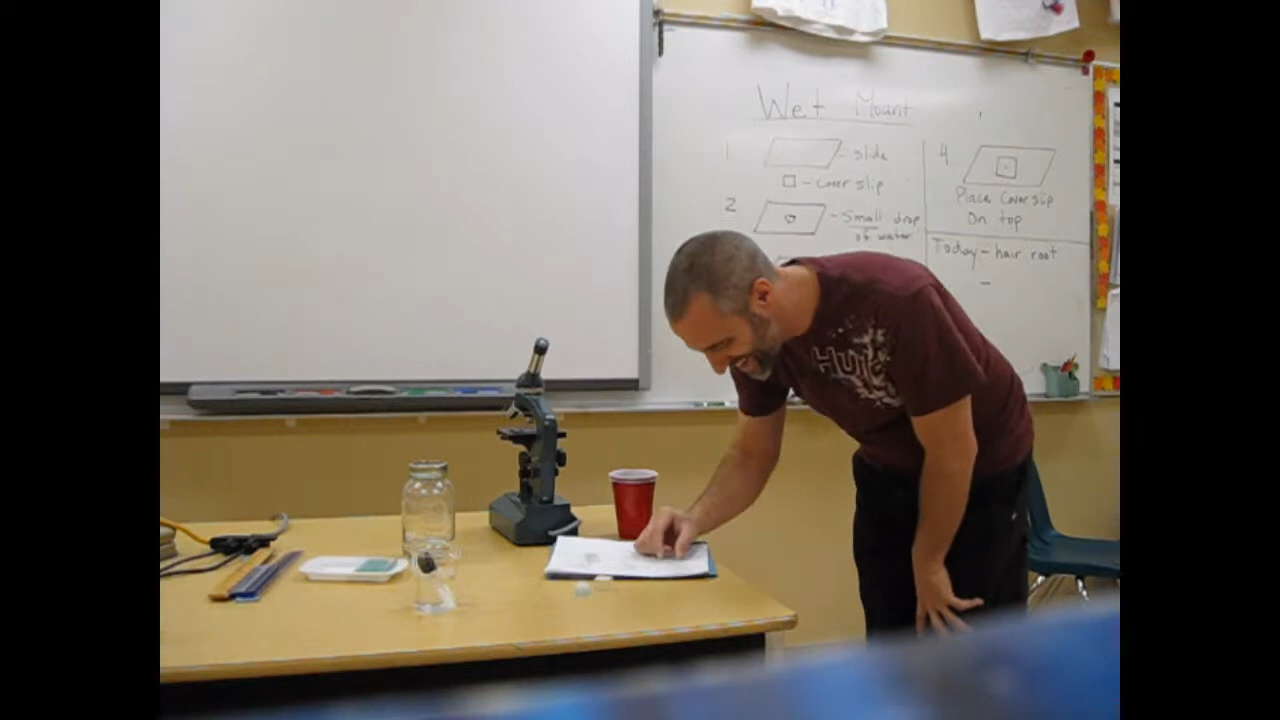 Wet Mount
1 - slide
- cover slip
2 - Small drop
of water
4
Place Cover slip
On top
Today - hair root
-